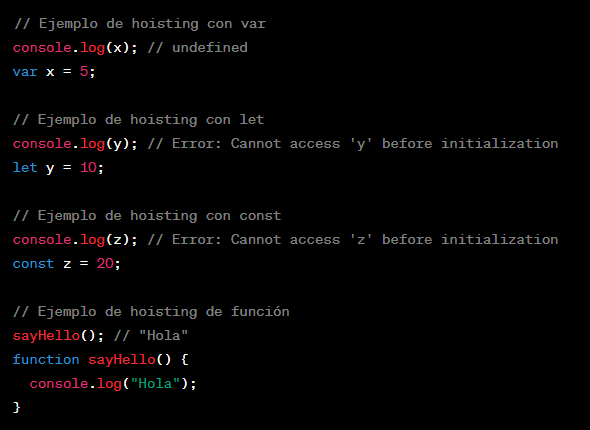 // Ejemplo de hoisting con var
console.log(x); // undefined
var x = 5;
// Ejemplo de hoisting con let
console.log(y); // Error: Cannot access 'y' before initialization
let y = 10;
// Ejemplo de hoisting con const
console.log(z); // Error: Cannot access 'z' before initialization
const z = 20;
// Ejemplo de hoisting de función
sayHello(); // "Hola"
function sayHello() {
  console.log("Hola");
}